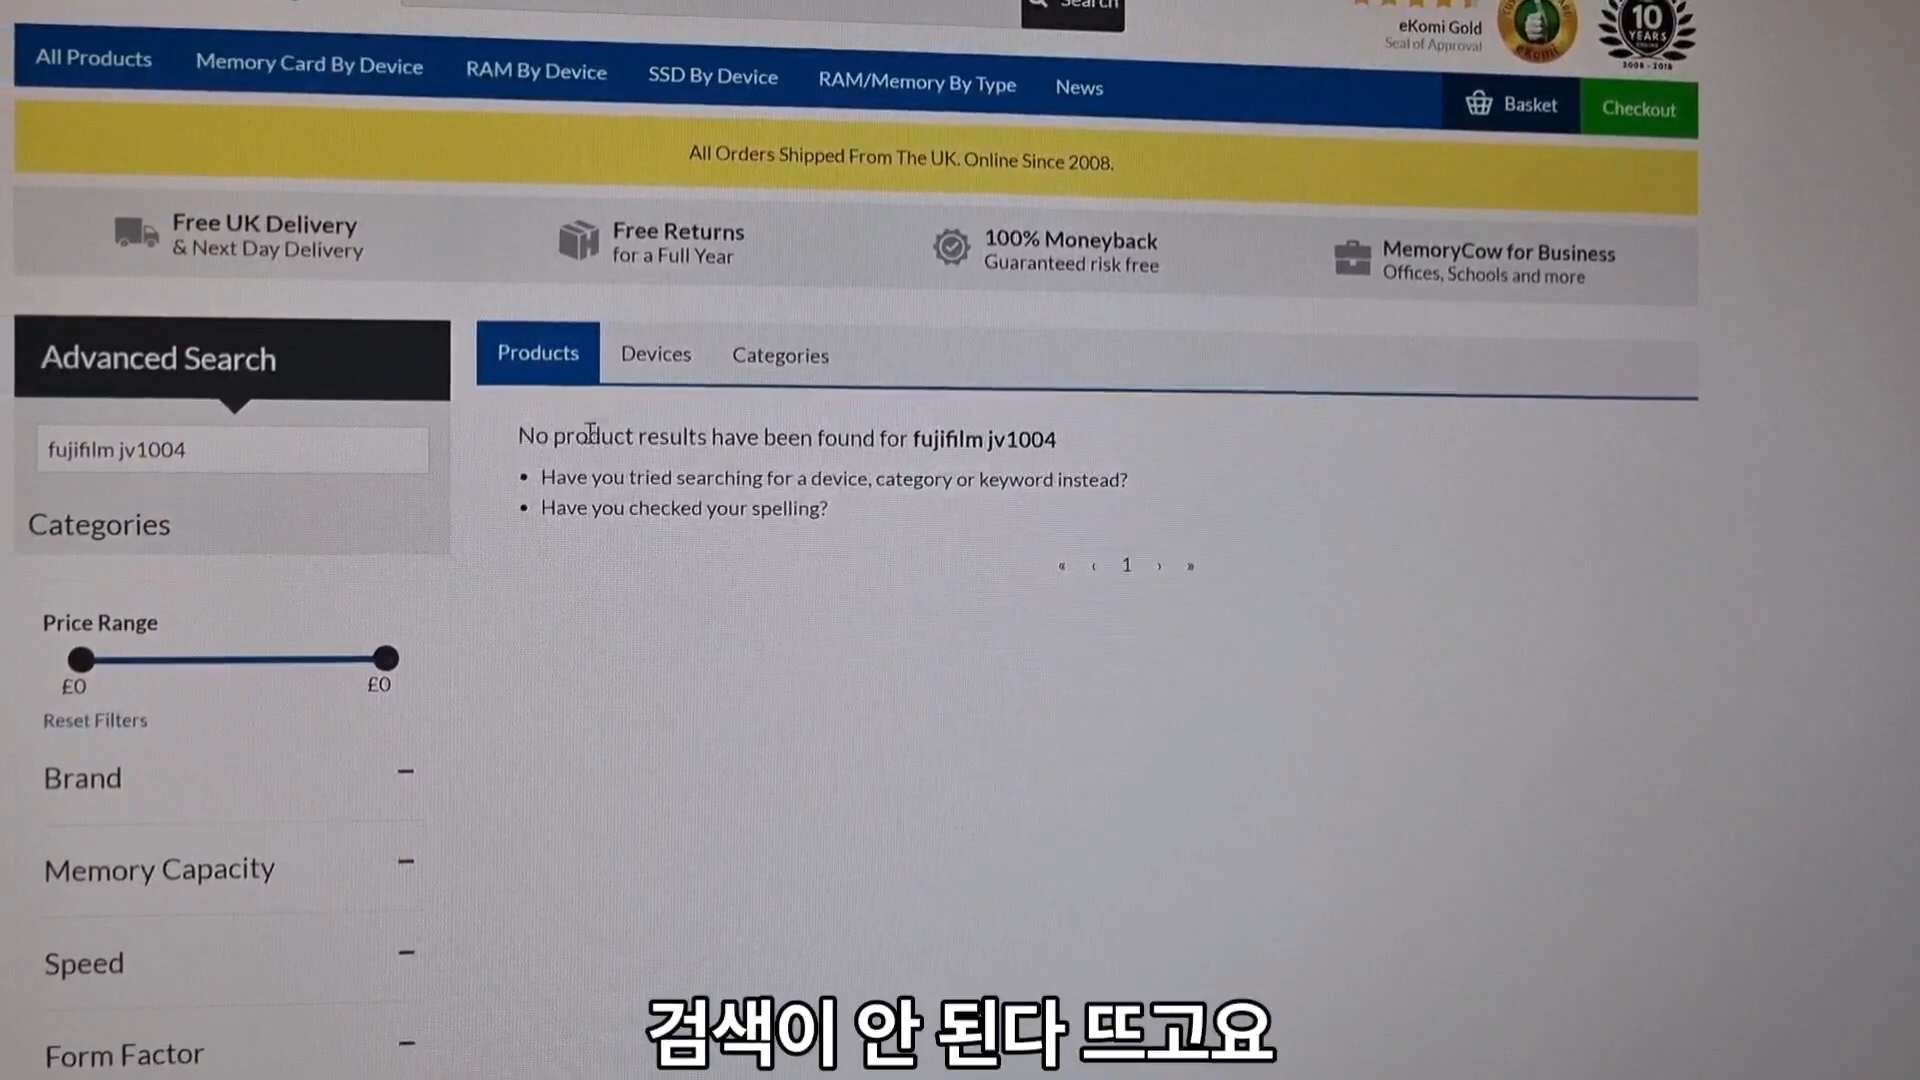 Search
eKomi Gold
Seal of Approval
eKomi
10
YEARS
2008 - 2018
All Products
Memory Card By Device
RAM By Device
SSD By Device
RAM/Memory By Type
News
Basket
Checkout
All Orders Shipped From The UK. Online Since 2008.
Free UK Delivery
& Next Day Delivery
Free Returns
for a Full Year
100% Moneyback
Guaranteed risk free
MemoryCow for Business
Offices, Schools and more
Advanced Search
fujifilm jv1004
Categories
Price Range
£0
£0
Reset Filters
Brand
Memory Capacity
Speed
Form Factor
Products
Devices
Categories
No product results have been found for fujifilm jv1004
• Have you tried searching for a device, category or keyword instead?
• Have you checked your spelling?
« ‹ 1 › »
검색이 안 된다 뜨고요